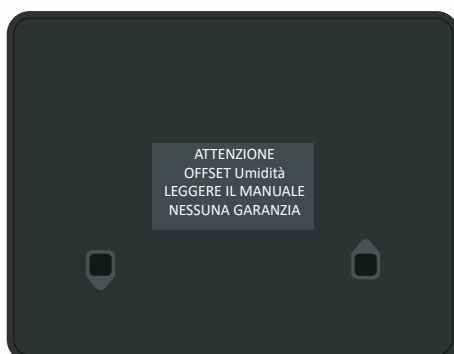 ATTENZIONE
OFFSET Umidità
LEGGERE IL MANUALE
NESSUNA GARANZIA